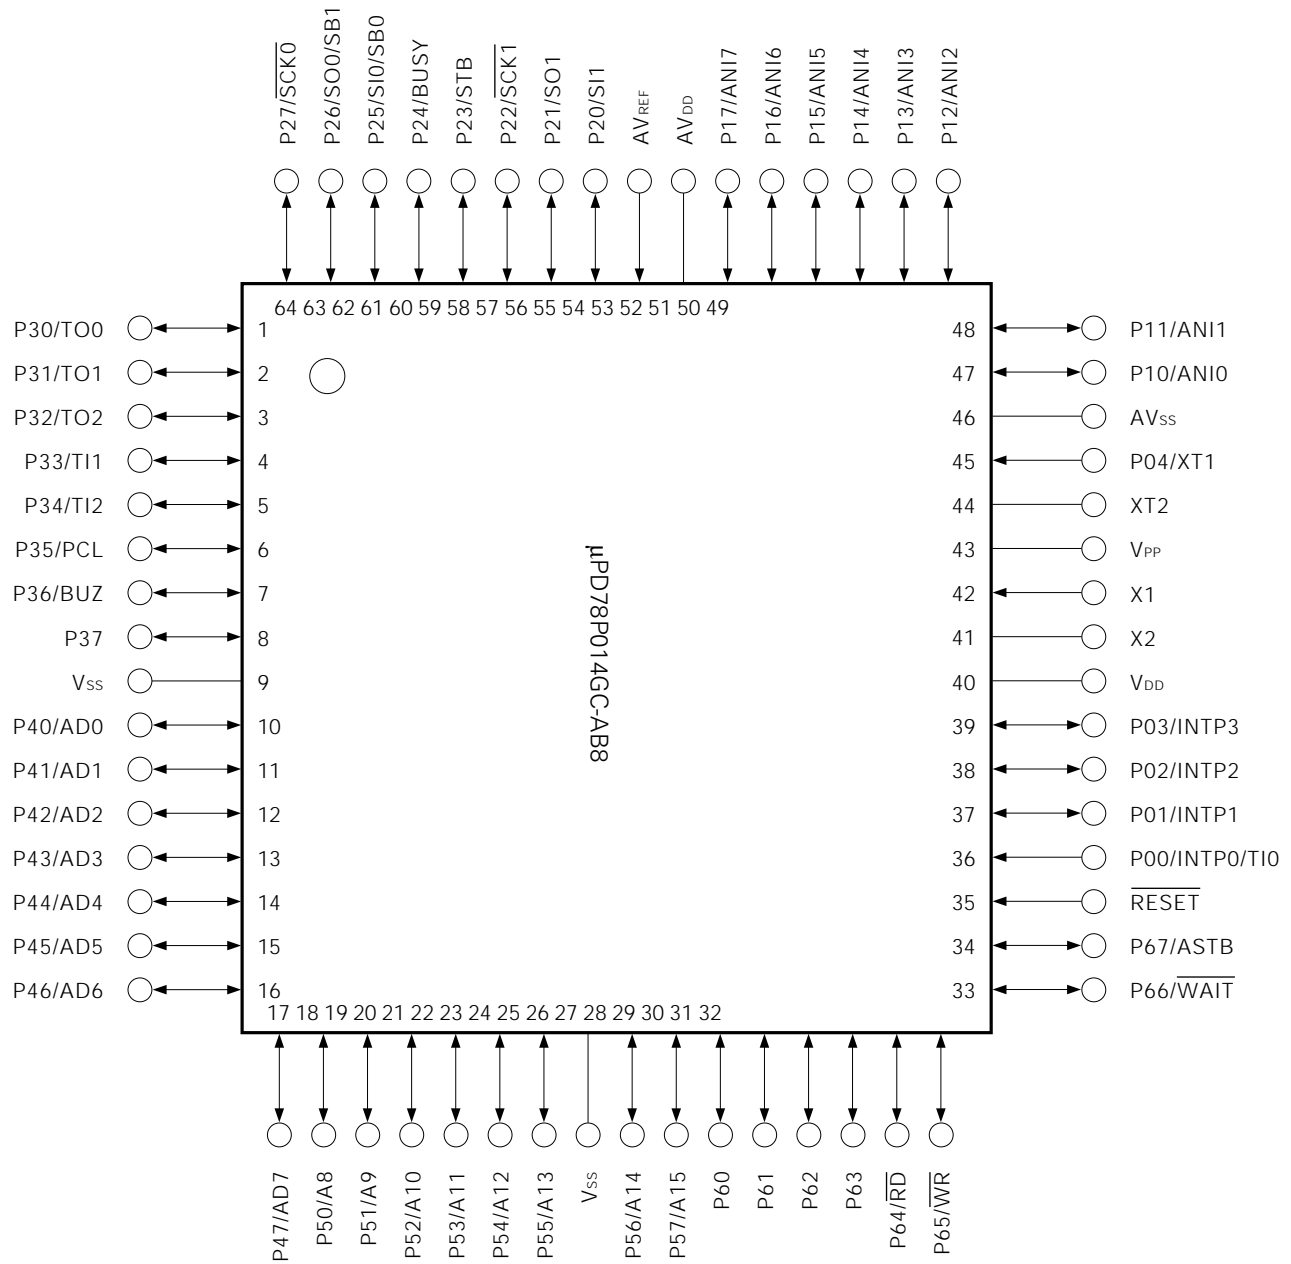 P27/SCK0
P26/SO0/SB1
P25/SI0/SB0
P24/BUSY
P23/STB
P22/SCK1
P21/SO1
P20/SI1
AVREF
AVDD
P17/ANI7
P16/ANI6
P15/ANI5
P14/ANI4
P13/ANI3
P12/ANI2
64 63 62 61 60 59 58 57 56 55 54 53 52 51 50 49
P30/TO0 1
P31/TO1 2
P32/TO2 3
P33/TI1 4
P34/TI2 5
P35/PCL 6
P36/BUZ 7
P37 8
Vss 9
P40/AD0 10
P41/AD1 11
P42/AD2 12
P43/AD3 13
P44/AD4 14
P45/AD5 15
P46/AD6 16
μPD78P014GC-AB8
48 P11/ANI1
47 P10/ANI0
46 AVss
45 P04/XT1
44 XT2
43 VPP
42 X1
41 X2
40 VDD
39 P03/INTP3
38 P02/INTP2
37 P01/INTP1
36 P00/INTP0/TI0
35 RESET
34 P67/ASTB
33 P66/WAIT
17 18 19 20 21 22 23 24 25 26 27 28 29 30 31 32
P47/AD7
P50/A8
P51/A9
P52/A10
P53/A11
P54/A12
P55/A13
Vss
P56/A14
P57/A15
P60
P61
P62
P63
P64/RD
P65/WR